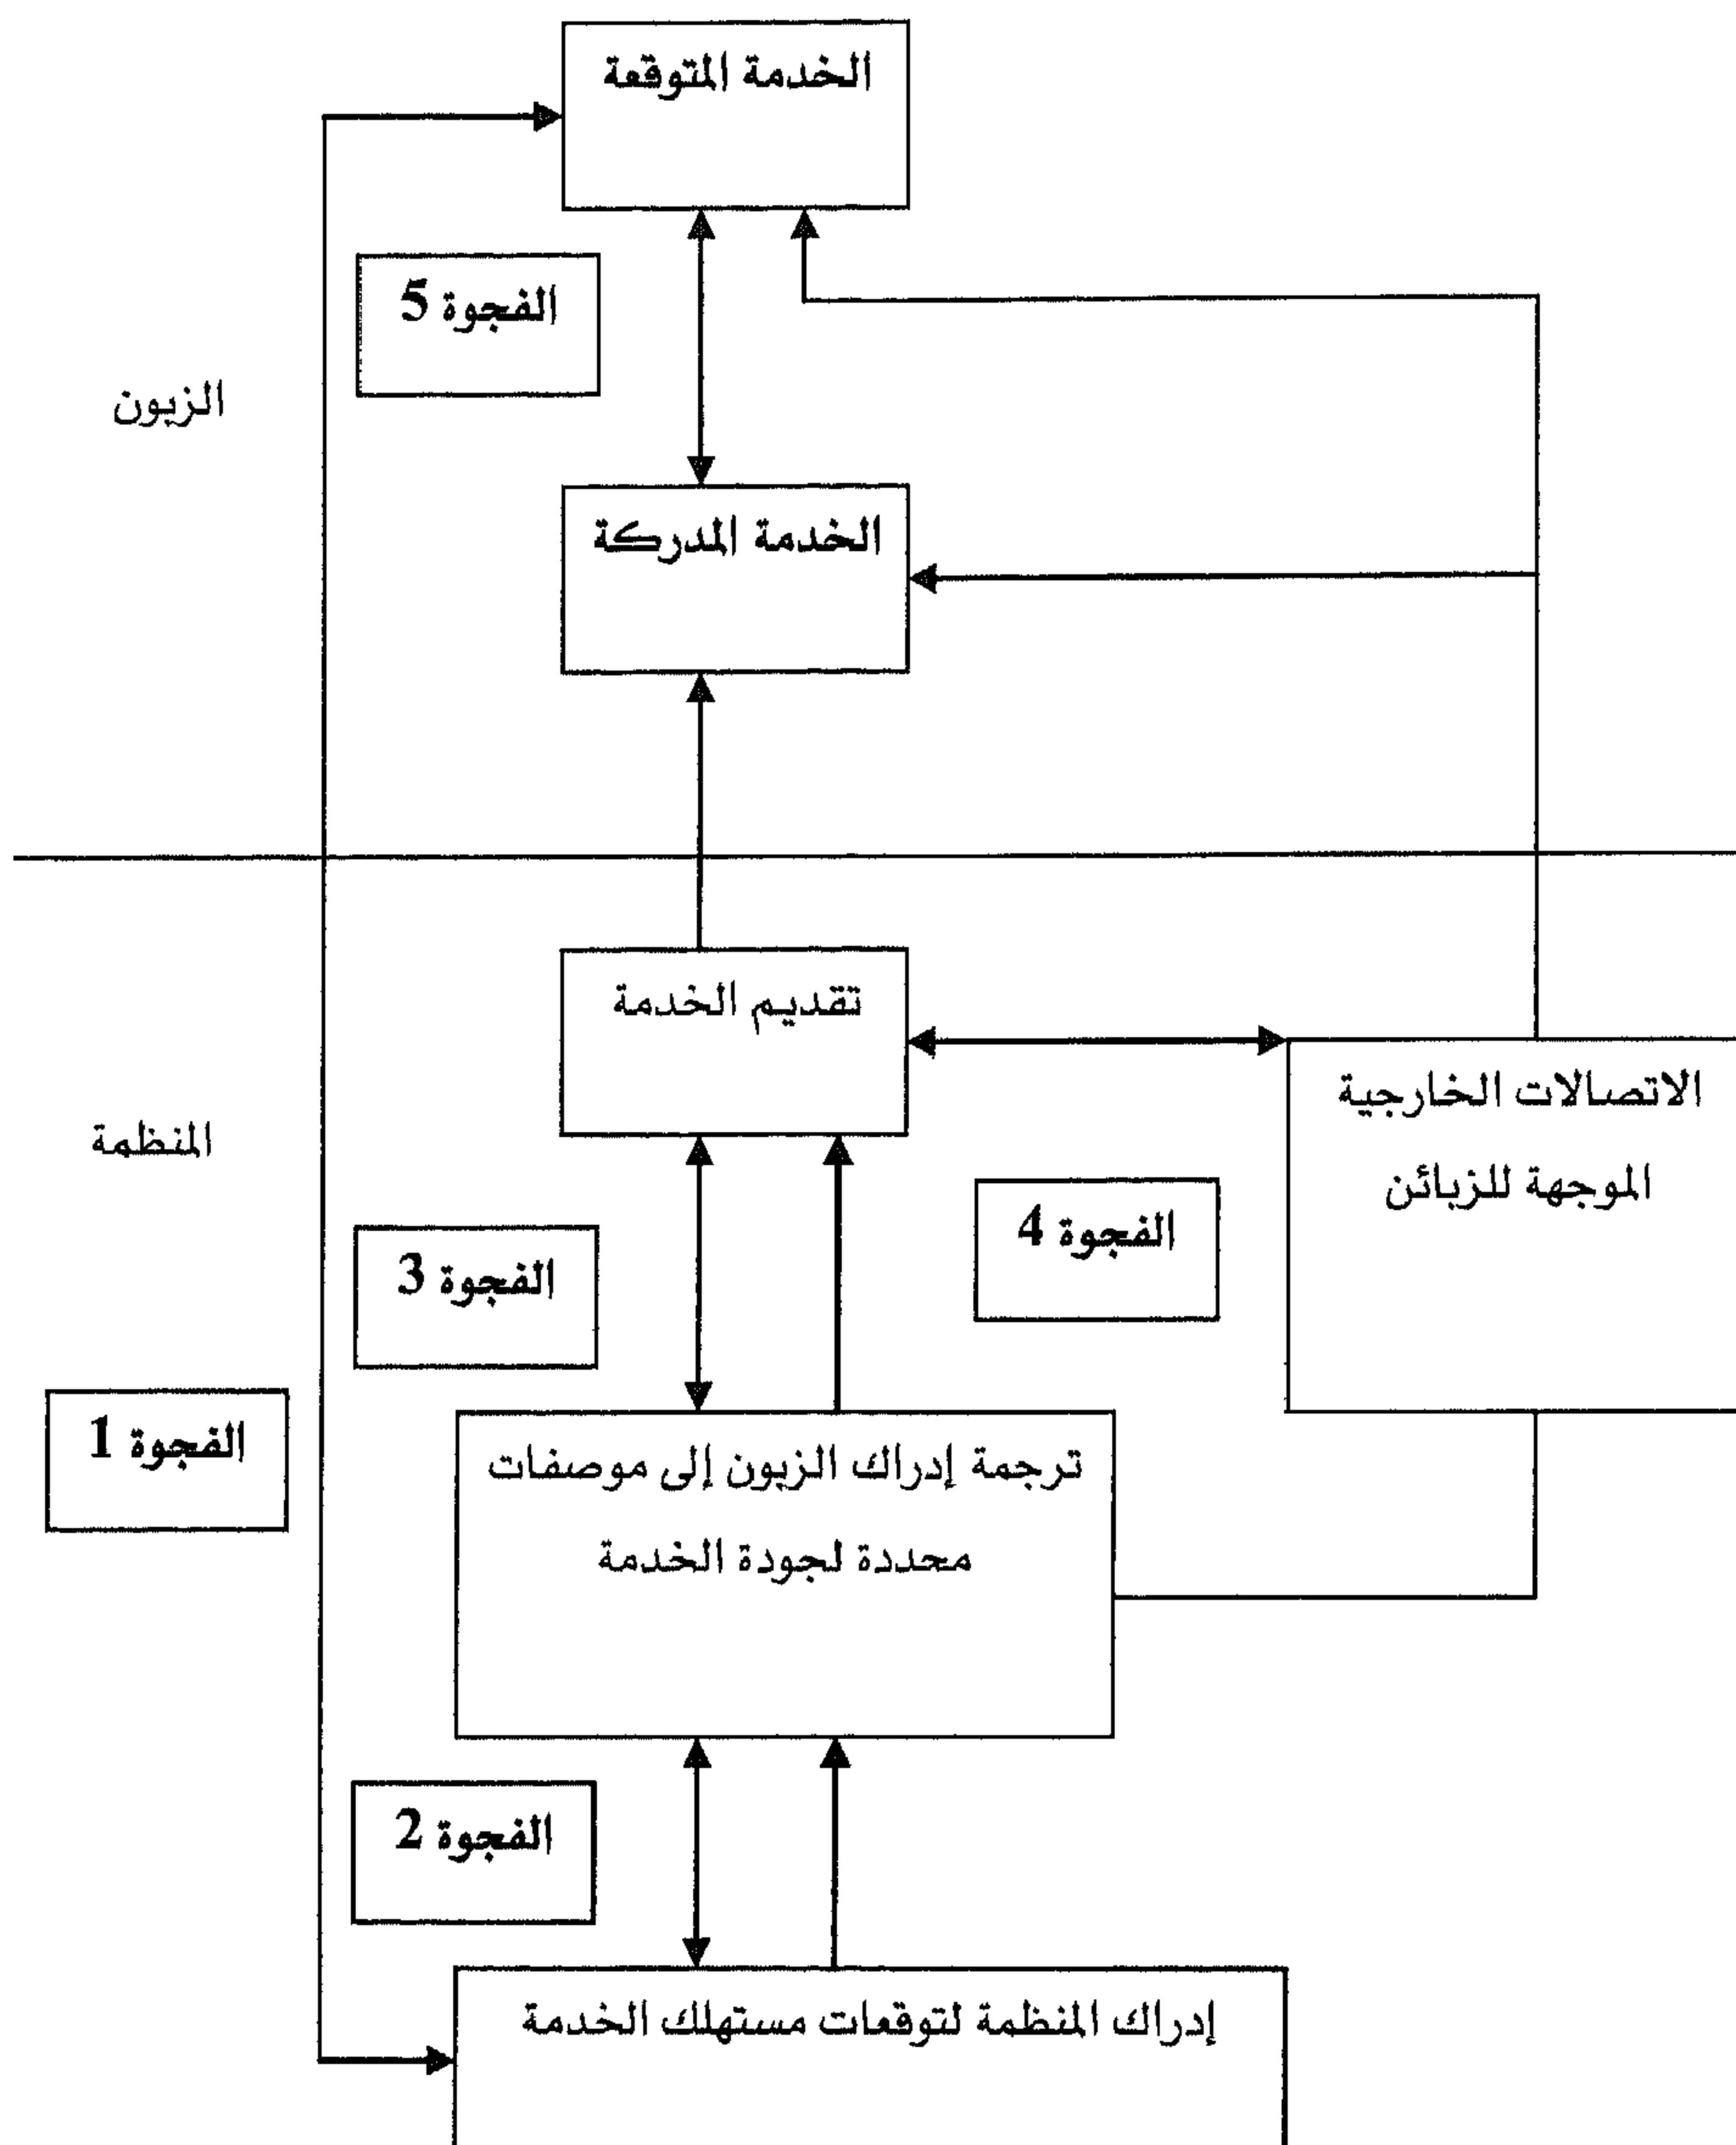 الخدمة المتوقعة
الفجوة 5
الزبون
الخدمة المدركة
تقديم الخدمة
الاتصالات الخارجية
الموجهة للزبائن
المنظمة
الفجوة 4
الفجوة 3
الفجوة 1
ترجمة إدراك الزبون إلى موصفات
محددة لجودة الخدمة
الفجوة 2
إدراك المنظمة لتوقعات مستهلك الخدمة